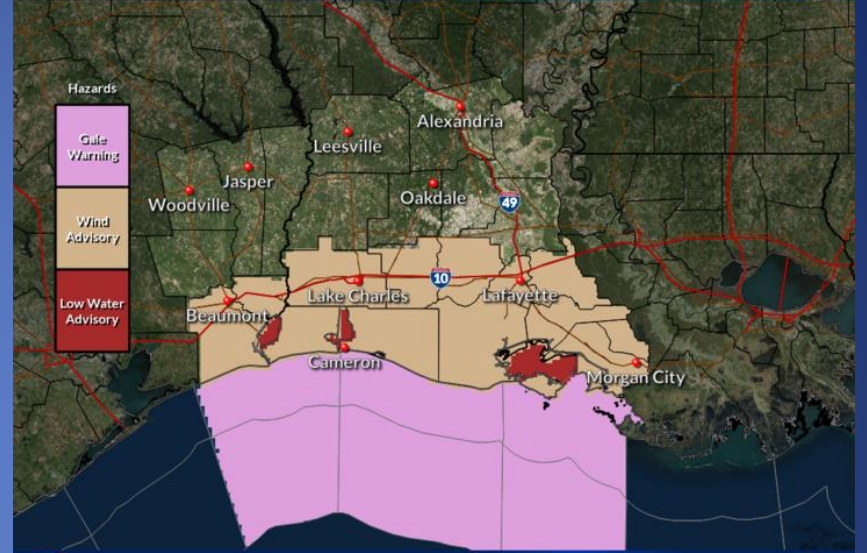 Hazards
Gale
Warning
Wind
Advisory
Low Water
Advisory
Alexandria
Leesville
Jasper
Woodville
Oakdale
49
10
Lake Charles
Lafayette
Beaumont
Cameron
Morgan City